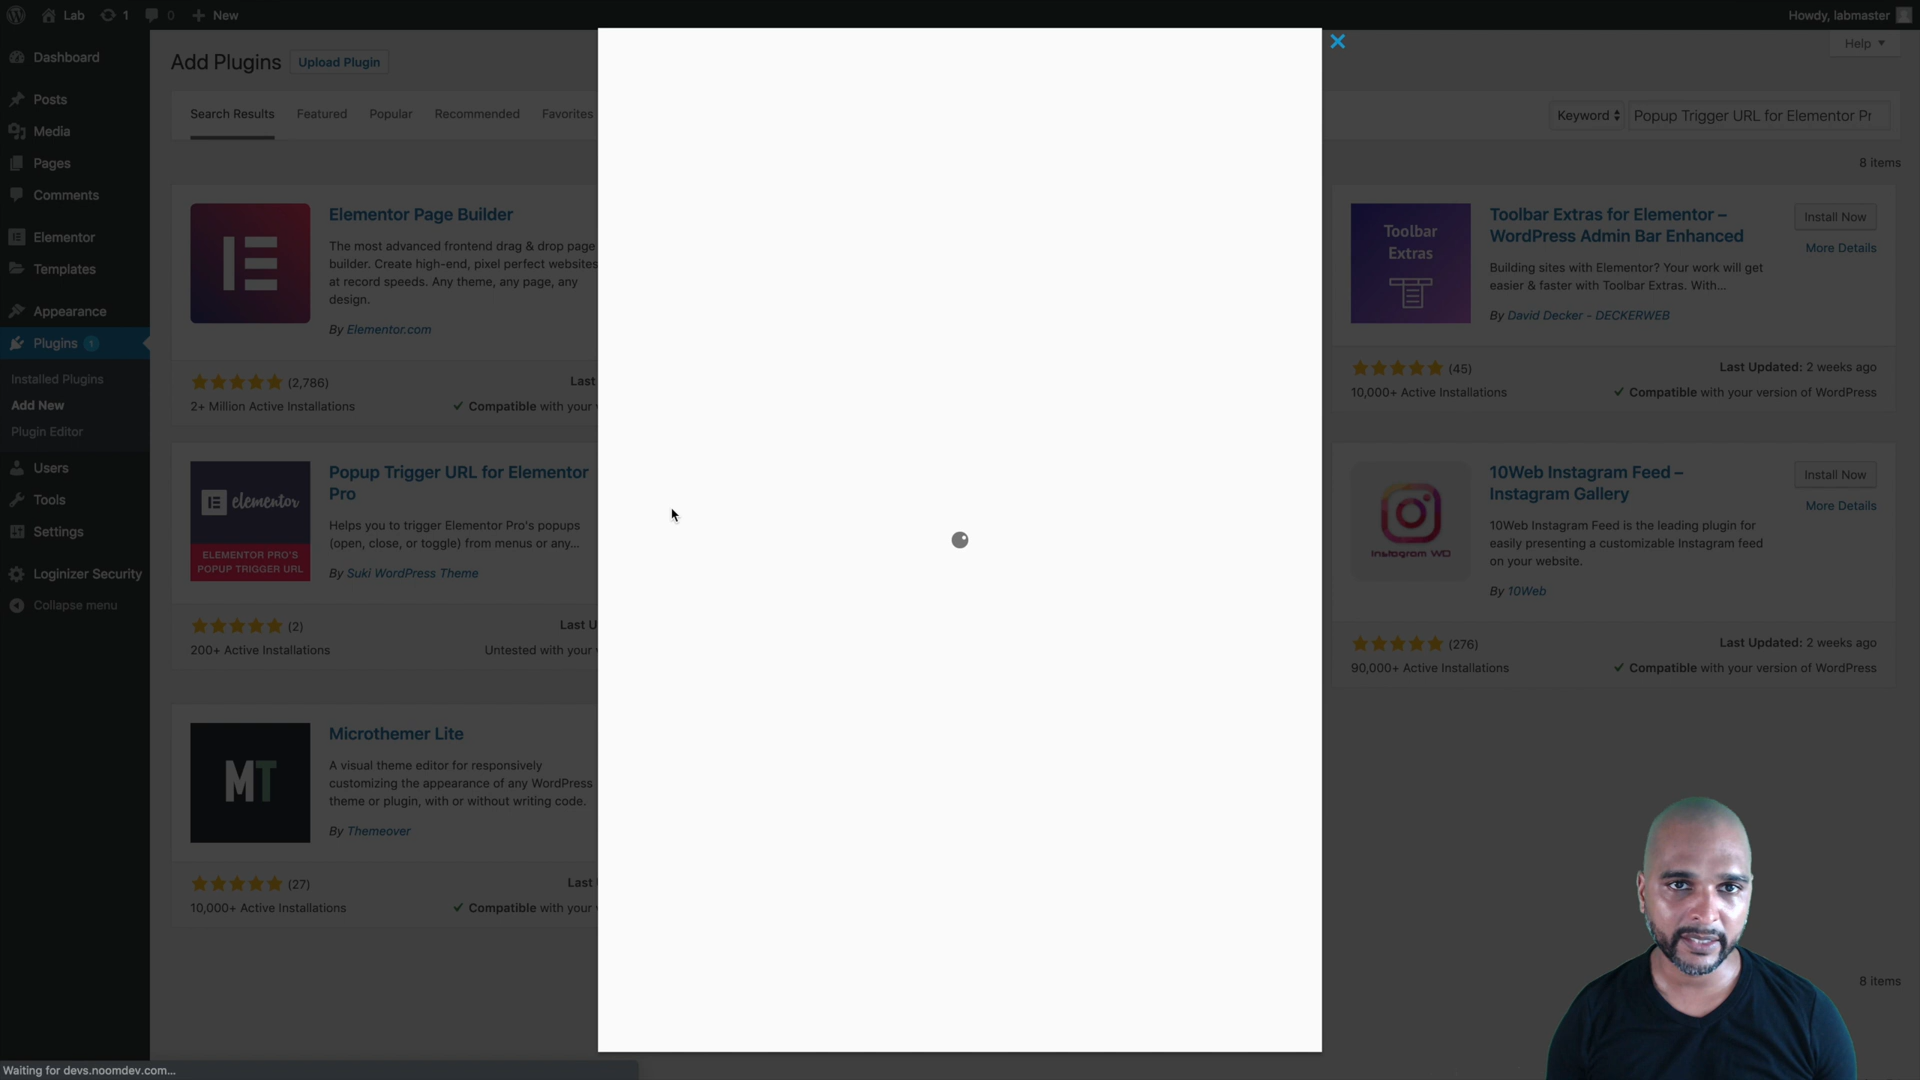 Lab
1
0
New
Howdy, labmaster
Dashboard
Posts
Media
Pages
Comments
Elementor
Templates
Appearance
Plugins 1
Installed Plugins
Add New
Plugin Editor
Users
Tools
Settings
Loginizer Security
Collapse menu
Add Plugins
Upload Plugin
Help
Search Results
Featured
Popular
Recommended
Favorites
Keyword
Popup Trigger URL for Elementor Pr
8 items
Elementor Page Builder
The most advanced frontend drag & drop page
builder. Create high-end, pixel perfect websites
at record speeds. Any theme, any page, any
design.
By Elementor.com
(2,786)
Last
2+ Million Active Installations
Compatible with your
Toolbar
Extras
Toolbar Extras for Elementor –
WordPress Admin Bar Enhanced
Install Now
More Details
Building sites with Elementor? Your work will get
easier & faster with Toolbar Extras. With...
By David Decker - DECKERWEB
(45)
Last Updated: 2 weeks ago
10,000+ Active Installations
Compatible with your version of WordPress
elementor
ELEMENTOR PRO'S
POPUP TRIGGER URL
Popup Trigger URL for Elementor
Pro
Helps you to trigger Elementor Pro's popups
(open, close, or toggle) from menus or any...
By Suki WordPress Theme
(2)
Last U
200+ Active Installations
Untested with your
Instagram WD
10Web Instagram Feed –
Instagram Gallery
Install Now
More Details
10Web Instagram Feed is the leading plugin for
easily presenting a customizable Instagram feed
on your website.
By 10Web
(276)
Last Updated: 2 weeks ago
90,000+ Active Installations
Compatible with your version of WordPress
MT
Microthemer Lite
A visual theme editor for responsively
customizing the appearance of any WordPress
theme or plugin, with or without writing code.
By Themeover
(27)
Last
10,000+ Active Installations
Compatible with your
8 items
Waiting for devs.noomdev.com...